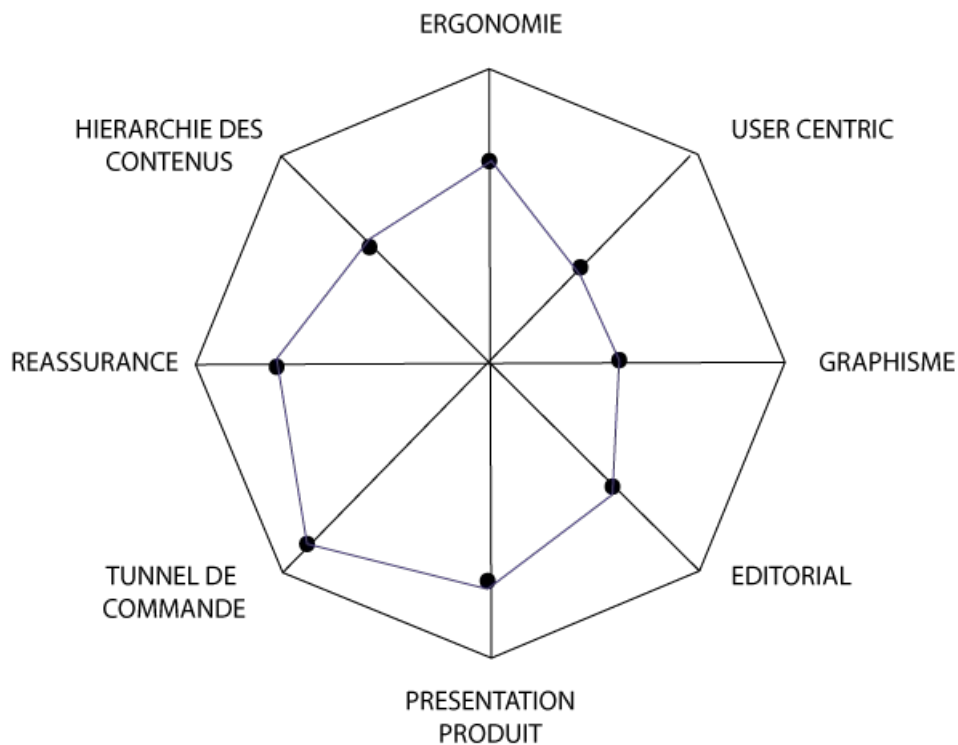 ERGONOMIE
HIERARCHIE DES
CONTENUS
USER CENTRIC
REASSURANCE
GRAPHISME
TUNNEL DE
COMMANDE
EDITORIAL
PRESENTATION
PRODUIT